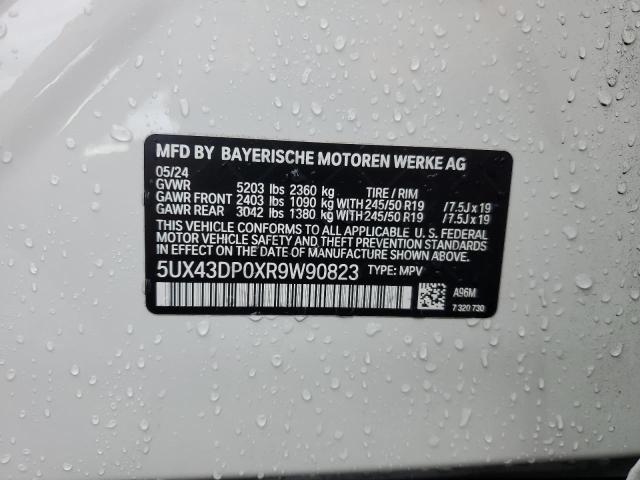 MFD BY BAYERISCHE MOTOREN WERKE AG
05/24
GVWR 5203 lbs 2360 kg TIRE / RIM
GAWR FRONT 2403 lbs 1090 kg WITH 245/50 R19 /7.5J x 19
GAWR REAR 3042 lbs 1380 kg WITH 245/50 R19 /7.5J x 19
THIS VEHICLE CONFORMS TO ALL APPLICABLE U.S. FEDERAL
MOTOR VEHICLE SAFETY AND THEFT PREVENTION STANDARDS
IN EFFECT ON THE DATE OF MANUFACTURE SHOWN ABOVE.
5UX43DP0XR9W90823 TYPE: MPV
A96M
7 320 730